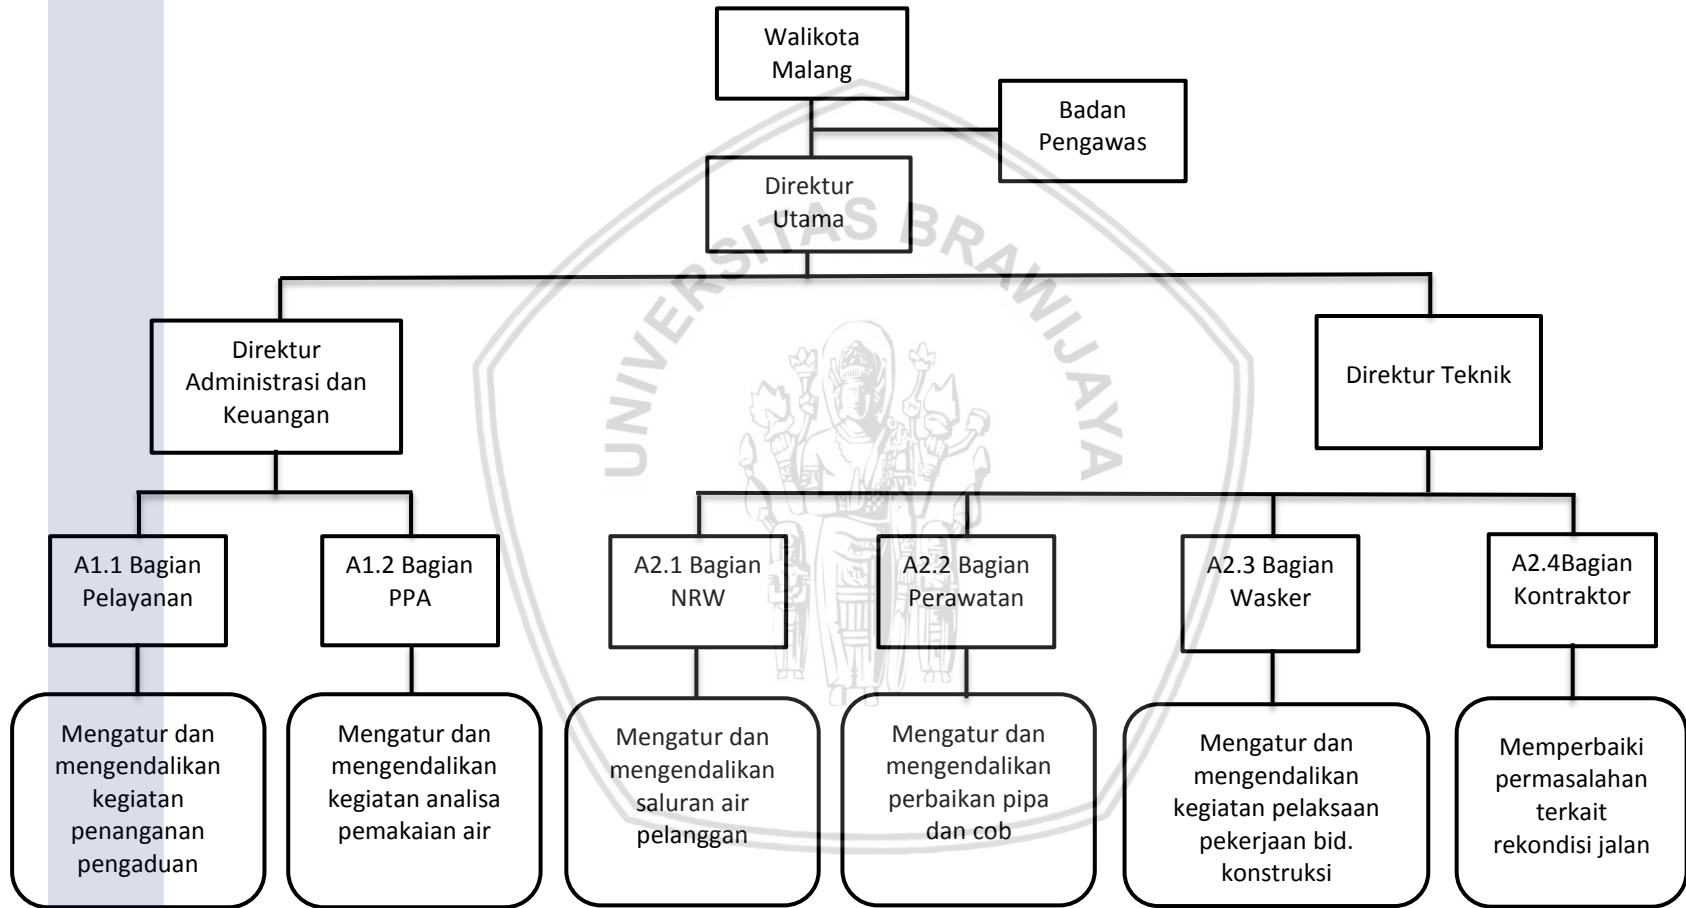 Walikota
Malang
Badan
Pengawas
Direktur
Utama
UNIVERSITAS BRAWIJAYA
Direktur
Administrasi dan
Keuangan
Direktur Teknik
A1.1 Bagian
Pelayanan
A1.2 Bagian
PPA
A2.1 Bagian
NRW
A2.2 Bagian
Perawatan
A2.3 Bagian
Wasker
A2.4Bagian
Kontraktor
Mengatur dan
mengendalikan
kegiatan
penanganan
pengaduan
Mengatur dan
mengendalikan
kegiatan analisa
pemakaian air
Mengatur dan
mengendalikan
saluran air
pelanggan
Mengatur dan
mengendalikan
perbaikan pipa
dan cob
Mengatur dan
mengendalikan
kegiatan pelaksaan
pekerjaan bid.
konstruksi
Memperbaiki
permasalahan
terkait
rekondisi jalan